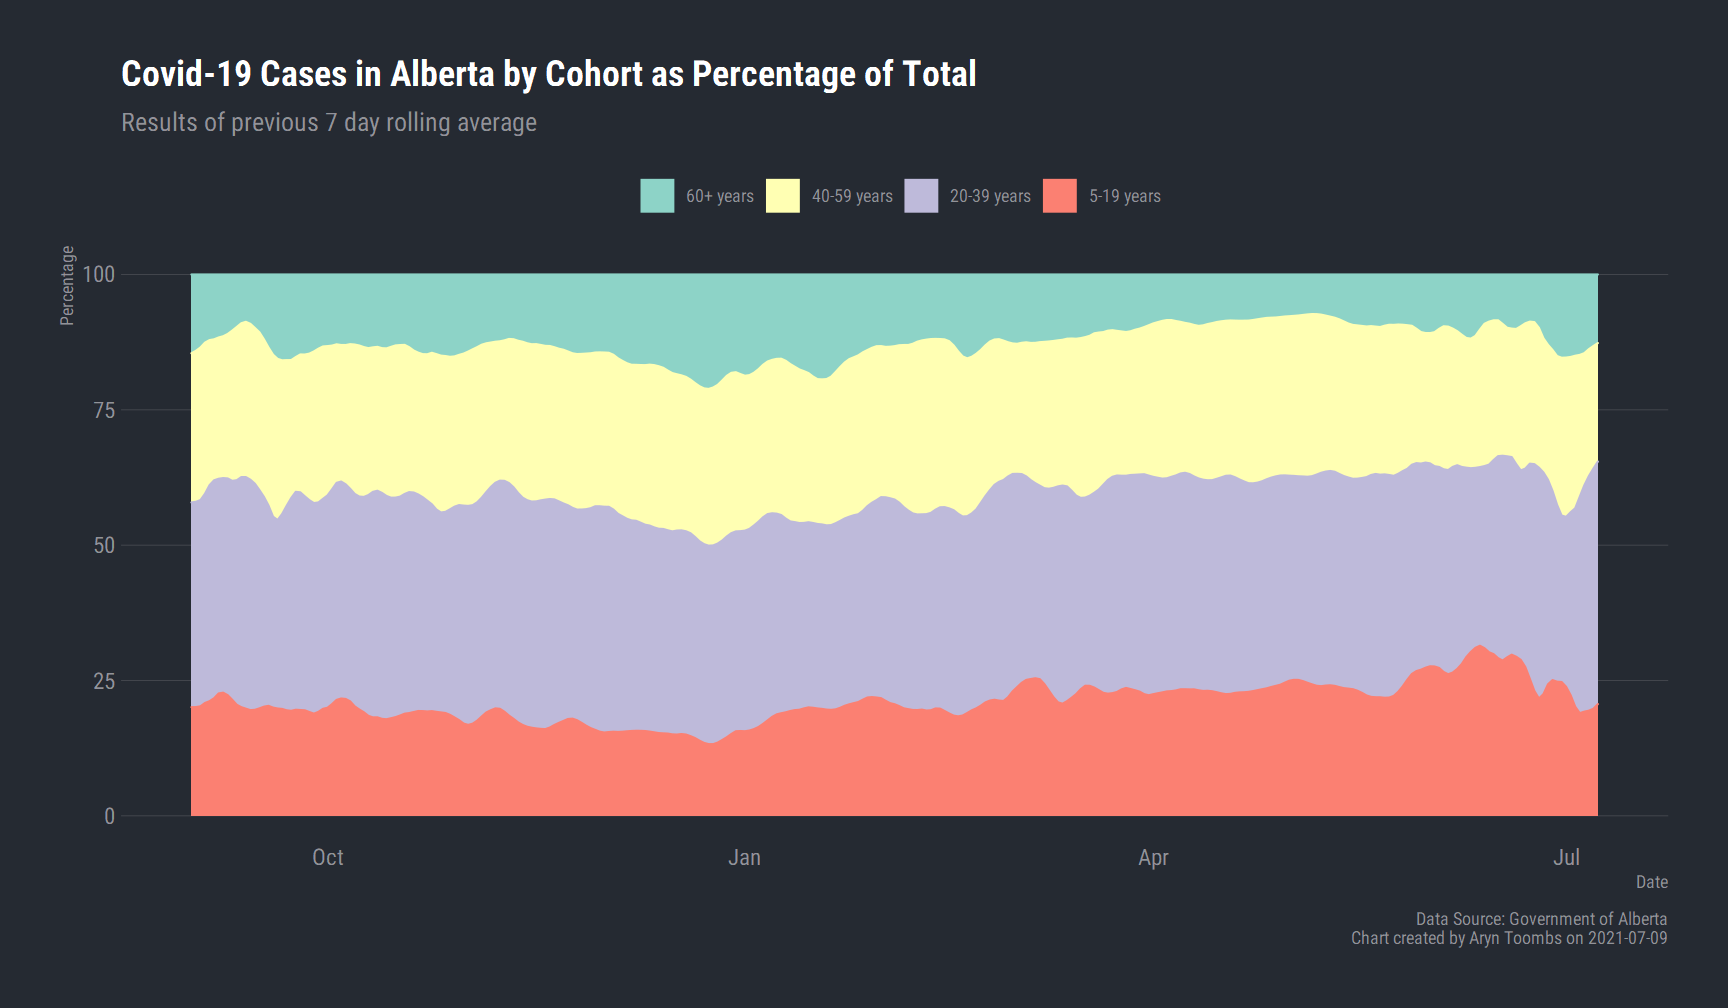 Covid-19 Cases in Alberta by Cohort as Percentage of Total
Results of previous 7 day rolling average
60+ years 40-59 years 20-39 years 5-19 years
Percentage
100
75
50
25
0
Oct Jan Apr Jul
Date
Data Source: Government of Alberta
Chart created by Aryn Toombs on 2021-07-09